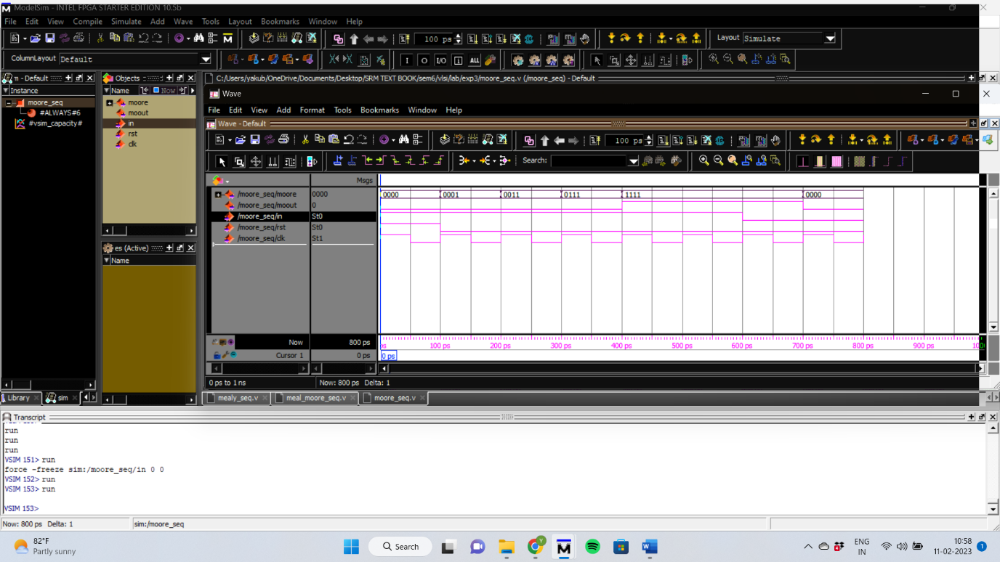 ModelSim - INTEL FPGA STARTER EDITION 10.5b
File Edit View Compile Simulate Add Wave Tools Layout Bookmarks Window Help
100 ps
Layout Simulate
ColumnLayout Default
I O I/O ALL
n - Default
Instance
moore_seq
#ALWAYS#6
#vsim_capacity#
Objects
Name Now
moore
moout
in
rst
clk
es (Active)
Name
C:/Users/yakub/OneDrive/Documents/Desktop/SRM TEXT BOOK/sem6/vlsi/lab/exp3/moore_seq.v (/moore_seq) - Default
Wave
File Edit View Add Format Tools Bookmarks Window Help
Wave - Default
100 ps
Search:
Msgs
/moore_seq/moore 0000 0000 0001 0011 0111 1111 0000
/moore_seq/moout 0
/moore_seq/in St0
/moore_seq/rst St0
/moore_seq/clk St1
Now 800 ps ps 100 ps 200 ps 300 ps 400 ps 500 ps 600 ps 700 ps 800 ps 900 ps
Cursor 1 0 ps 0 ps
0 ps to 1 ns Now: 800 ps Delta: 1
Library sim
mealy_seq.v meal_moore_seq.v moore_seq.v
Transcript
run
run
run
VSIM 151> run
force -freeze sim:/moore_seq/in 0 0
VSIM 152> run
VSIM 153> run
VSIM 153>
Now: 800 ps Delta: 1 sim:/moore_seq
82°F
Partly sunny
Search
ENG
IN
10:58
11-02-2023
1